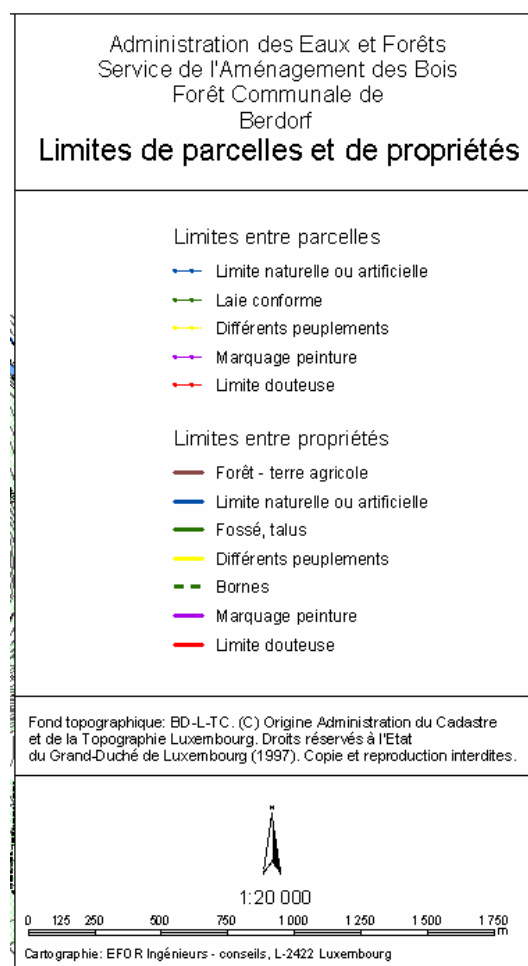 Administration des Eaux et Forêts
Service de l'Aménagement des Bois
Forêt Communale de
Berdorf
Limites de parcelles et de propriétés
Limites entre parcelles
Limite naturelle ou artificielle
Laie conforme
Différents peuplements
Marquage peinture
Limite douteuse
Limites entre propriétés
Forêt - terre agricole
Limite naturelle ou artificielle
Fossé, talus
Différents peuplements
Bornes
Marquage peinture
Limite douteuse
Fond topographique: BD-L-TC. (C) Origine Administration du Cadastre
et de la Topographie Luxembourg. Droits réservés à l'Etat
du Grand-Duché de Luxembourg (1997). Copie et reproduction interdites.
N
1:20 000
0 125 250 500 750 1 000 1 250 1 500 1 750
m
Cartographie: EFOR Ingénieurs - conseils, L-2422 Luxembourg